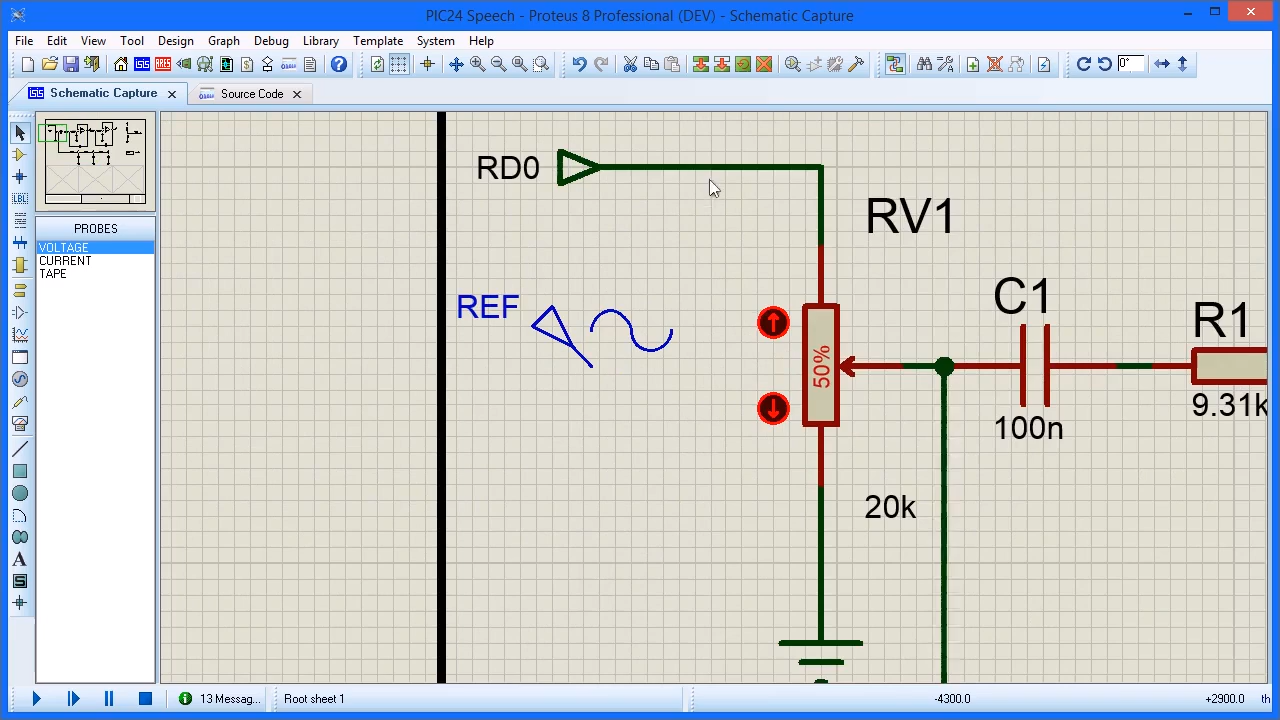 PIC24 Speech - Proteus 8 Professional (DEV) - Schematic Capture
File Edit View Tool Design Graph Debug Library Template System Help
0°
Schematic Capture Source Code
LBL
PROBES
VOLTAGE
CURRENT
TAPE
A
S
RD0
RV1
REF
C1
R1
50%
9.31k
100n
20k
13 Messag... Root sheet 1 -4300.0 +2900.0 th